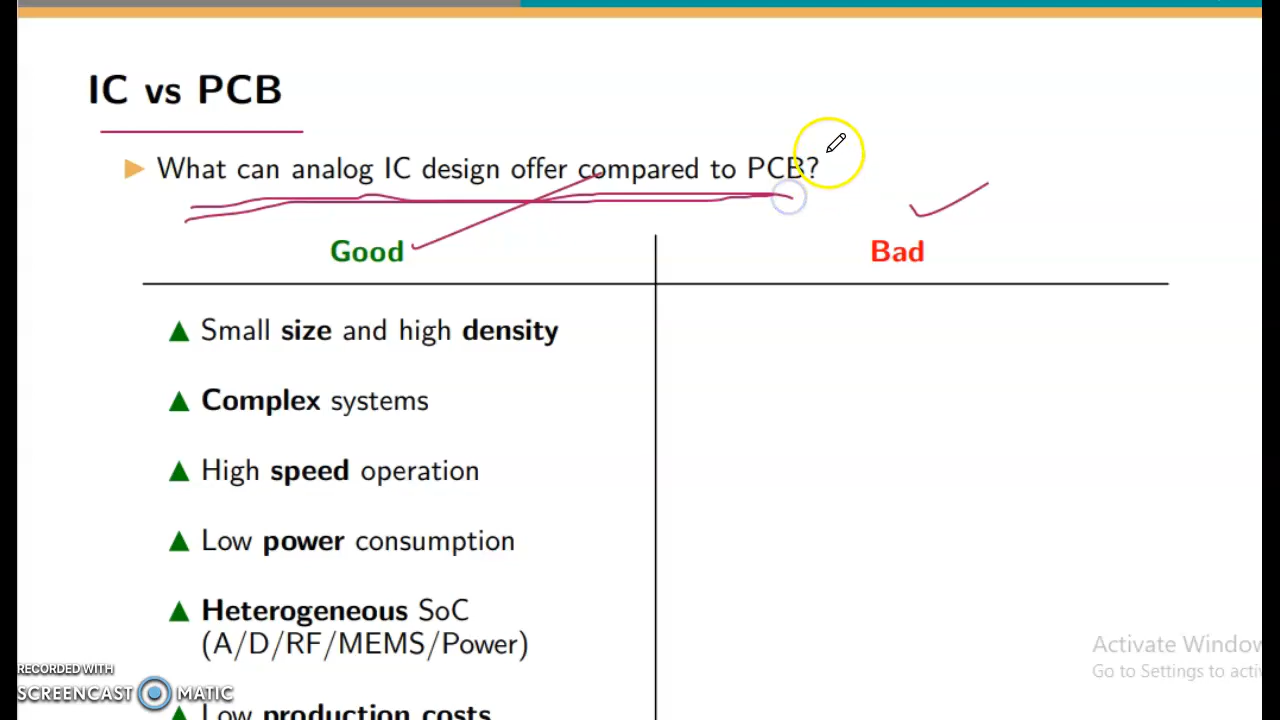 IC vs PCB
What can analog IC design offer compared to PCB?
Good
Bad
Small size and high density
Complex systems
High speed operation
Low power consumption
Heterogeneous SoC
(A/D/RF/MEMS/Power)
Low production costs
Activate Window
Go to Settings to activ
RECORDED WITH
SCREENCAST MATIC